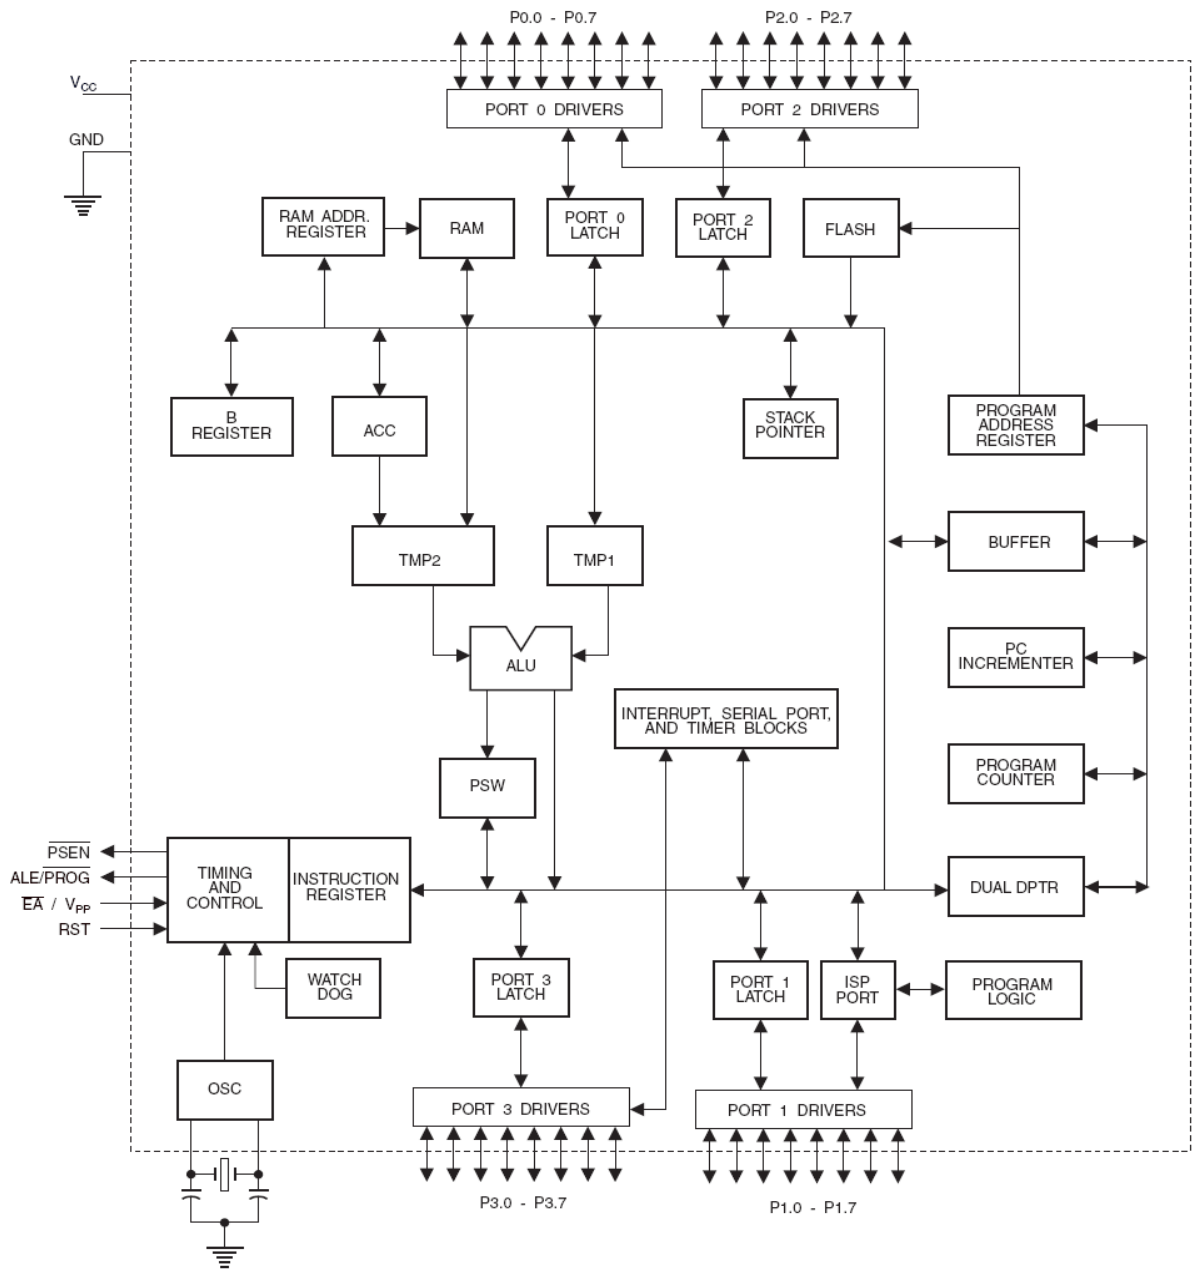 P0.0 - P0.7
P2.0 - P2.7
VCC
GND
PORT 0 DRIVERS
PORT 2 DRIVERS
RAM ADDR.
REGISTER
RAM
PORT 0
LATCH
PORT 2
LATCH
FLASH
B
REGISTER
ACC
STACK
POINTER
PROGRAM
ADDRESS
REGISTER
TMP2
TMP1
BUFFER
ALU
PC
INCREMENTER
INTERRUPT, SERIAL PORT,
AND TIMER BLOCKS
PSW
PROGRAM
COUNTER
PSEN
ALE/PROG
EA / VPP
RST
TIMING
AND
CONTROL
INSTRUCTION
REGISTER
DUAL DPTR
WATCH
DOG
PORT 3
LATCH
PORT 1
LATCH
ISP
PORT
PROGRAM
LOGIC
OSC
PORT 3 DRIVERS
PORT 1 DRIVERS
P3.0 - P3.7
P1.0 - P1.7